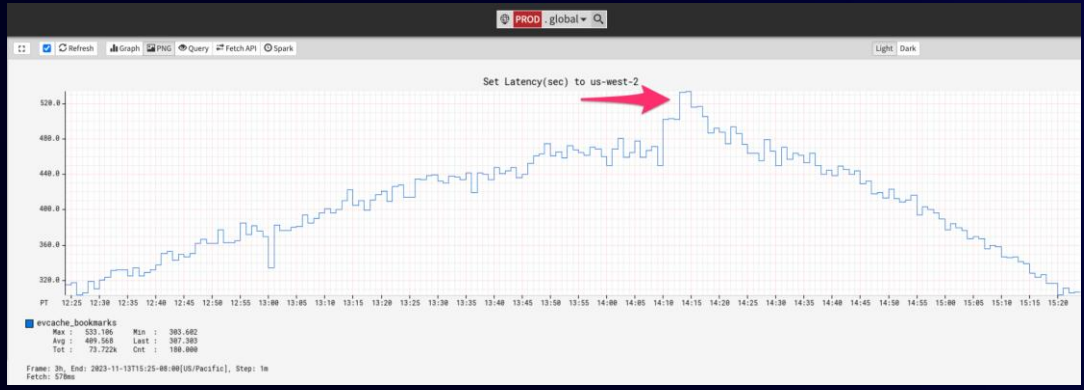 PROD . global
Refresh Graph PNG Query Fetch API Spark Light Dark
Set Latency(sec) to us-west-2
520.0
480.0
440.0
400.0
360.0
320.0
PT 12:25 12:30 12:35 12:40 12:45 12:50 12:55 13:00 13:05 13:10 13:15 13:20 13:25 13:30 13:35 13:40 13:45 13:50 13:55 14:00 14:05 14:10 14:15 14:20 14:25 14:30 14:35 14:40 14:45 14:50 14:55 15:00 15:05 15:10 15:15 15:20
evcache_bookmarks
Max : 533.106 Min : 303.602
Avg : 409.568 Last : 307.303
Tot : 73.722k Cnt : 180.000
Frame: 3h, End: 2023-11-13T15:25-08:00[US/Pacific], Step: 1m
Fetch: 570ms